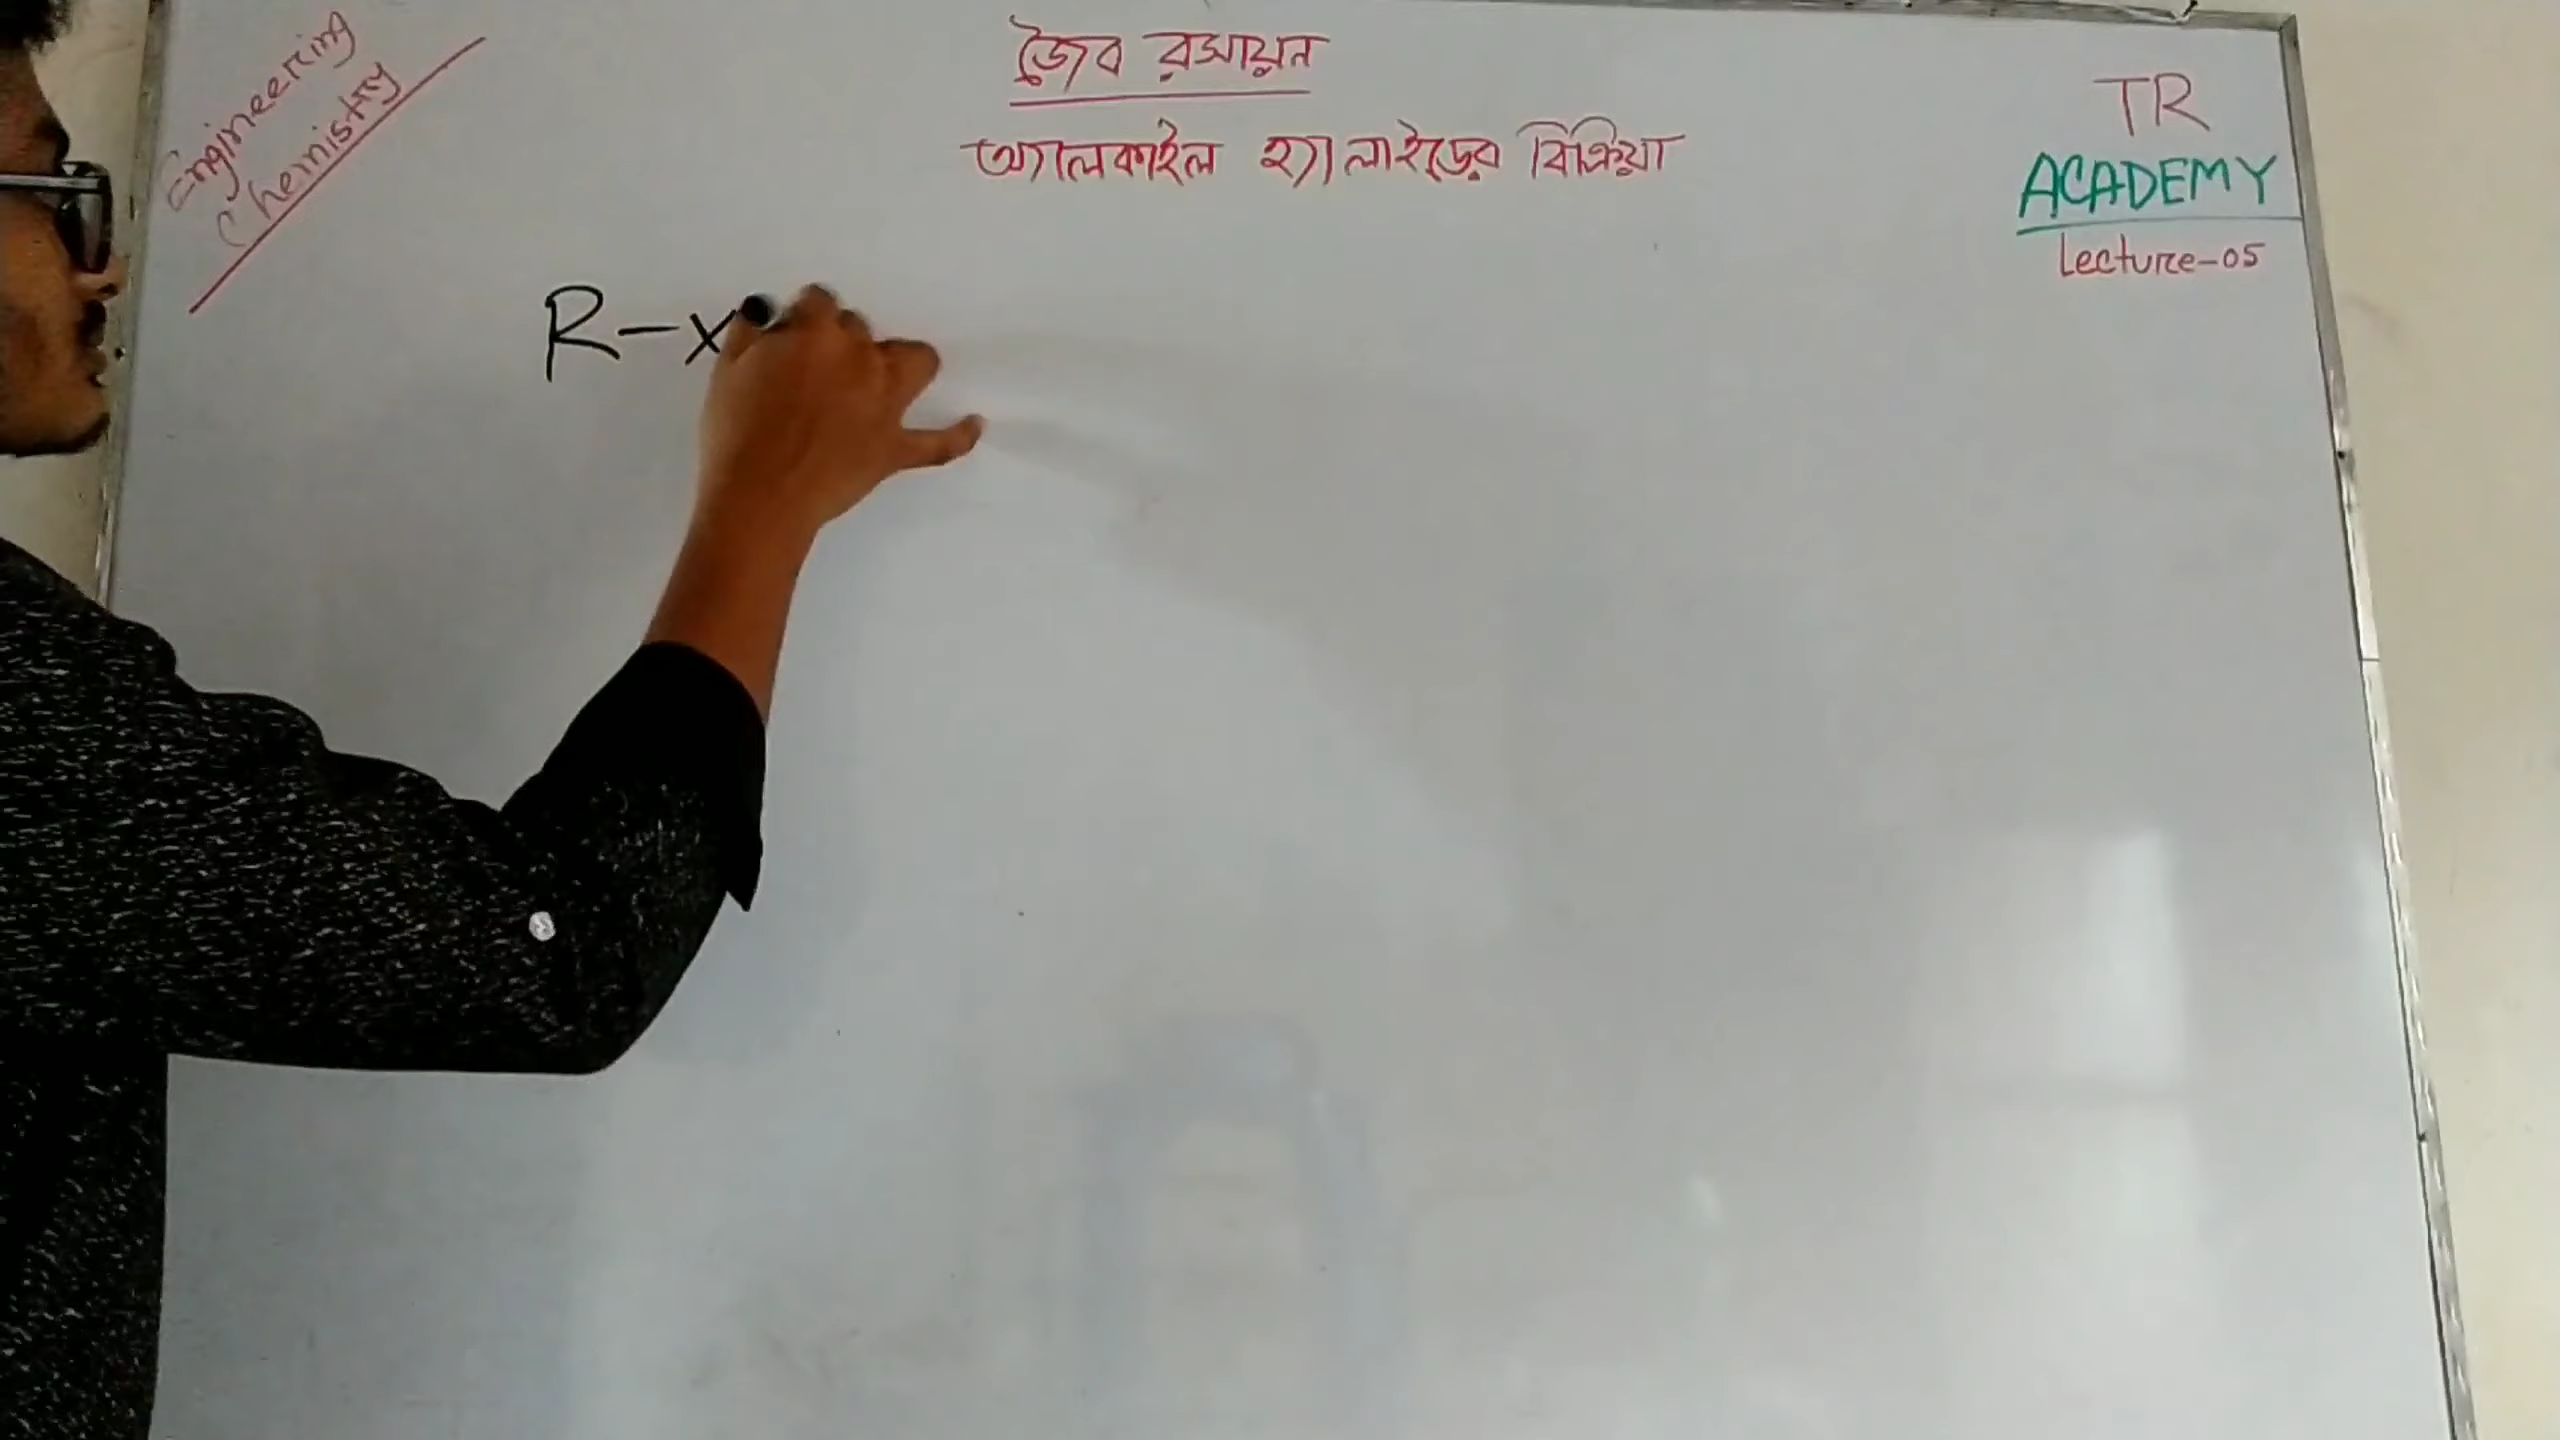 Engineering
Chemistry
জৈব রসায়ন
অ্যালকাইল হ্যালাইডের বিক্রিয়া
TR
ACADEMY
Lecture-05
R-x